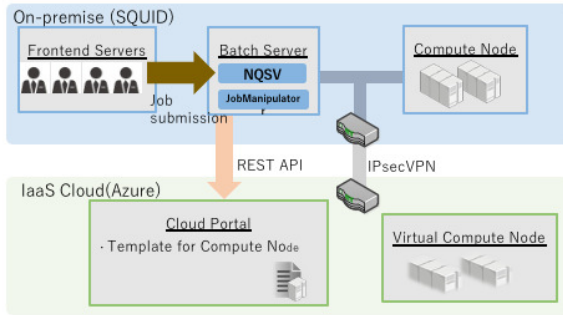 On-premise (SQUID)
Frontend Servers
Batch Server
Compute Node
NQSV
JobManipulator
r
Job
submission
REST API
IPsecVPN
IaaS Cloud(Azure)
Cloud Portal
· Template for Compute Node
Virtual Compute Node